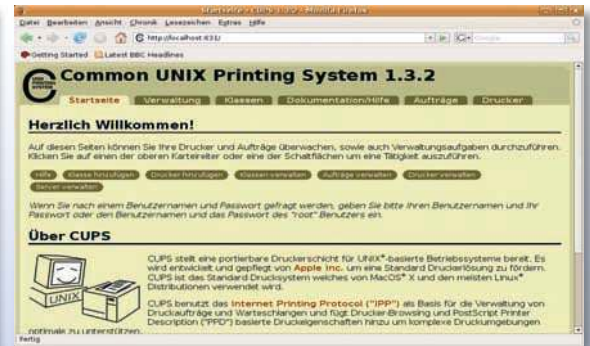 Startseite - CUPS 1.3.2 - Mozilla Firefox
Datei Bearbeiten Ansicht Chronik Lesezeichen Extras Hilfe
http://localhost:631/
Getting Started Latest BBC Headlines
Common UNIX Printing System 1.3.2
Startseite Verwaltung Klassen Dokumentation/Hilfe Aufträge Drucker
Herzlich Willkommen!
Auf diesen Seiten können Sie Ihre Drucker und Aufträge überwachen, sowie auch Verwaltungsaufgaben durchzuführen.
Klicken Sie auf einen der oberen Kartenreiter oder eine der Schaltflächen um eine Tätigkeit auszuführen.
Hilfe Klasse hinzufügen Drucker hinzufügen Klassen verwalten Aufträge verwalten Drucker verwalten
Server verwalten
Wenn Sie nach einem Benutzernamen und Passwort gefragt werden, geben Sie bitte Ihren Benutzernamen und Ihr
Passwort oder den Benutzernamen und das Passwort des "root" Benutzers ein.
Über CUPS
CUPS stellt eine portierbare Druckerschicht für UNIX®-basierte Betriebssysteme bereit. Es
wird entwickelt und gepflegt von Apple Inc. um eine Standard Druckerlösung zu fördern.
CUPS ist das Standard Drucksystem welches von MacOS® X und den meisten Linux®
Distributionen verwendet wird.
UNIX
CUPS benutzt das Internet Printing Protocol ("IPP") als Basis für die Verwaltung von
Druckaufträge und Warteschlangen und fügt Drucker-Browsing und PostScript Printer
Description ("PPD") basierte Druckeigenschaften hinzu um komplexe Druckumgebungen
optimale zu unterstützen.
Fertig